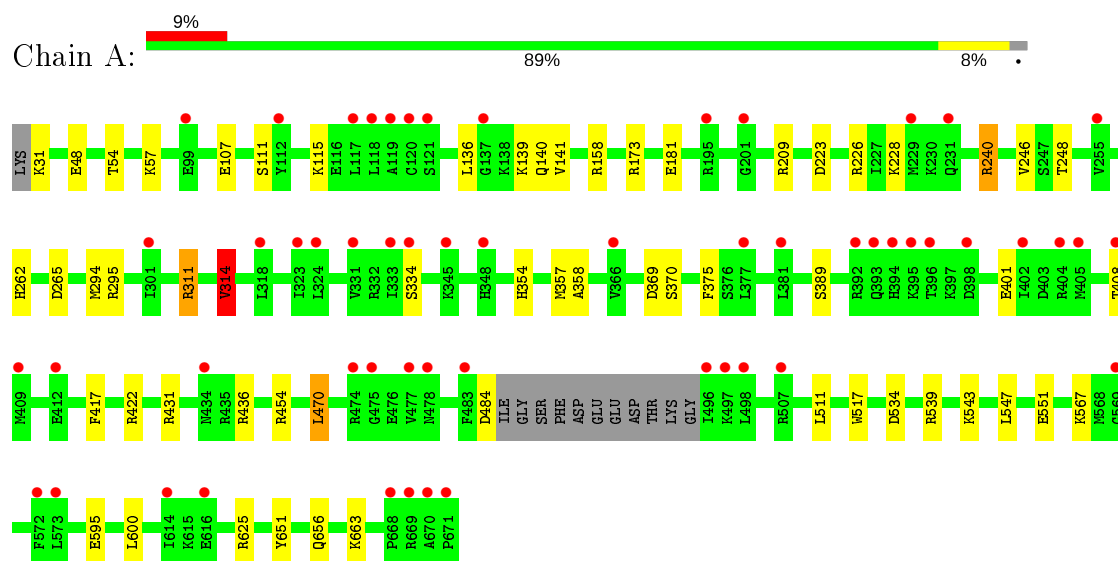 9%
Chain A:
89% 8% •
LYS K31 E48 T54 K57 E99 E107 S111 Y112 K115 E116 L117 L118 A119 C120 S121 L136 G137 K138 K139 Q140 V141 R158 R173 E181 R195 G201 R209 D223 R226 I227 K228 M229 K230 Q231 R240 V246 S247 T248 V255
H262 D265 M294 R295 I301 R311 V314 L318 I323 L324 V331 R332 I333 S334 K345 H348 H354 M357 A358 V366 D369 S370 F375 S376 L377 L381 S389 R392 Q393 H394 K395 T396 K397 D398 E401 I402 D403 R404 M405 T408
M409 E412 F417 R422 R431 N434 R435 R436 R454 L470 R474 G475 E476 V477 N478 F483 D484 ILE GLY SER PHE ASP GLU GLU ASP THR LYS GLY I496 K497 L498 R507 L511 W517 D534 R539 K543 L547 E551 K567 M568
F572 L573 E595 L600 I614 K615 E616 R625 Y651 Q656 K663 P668 R669 A670 P671